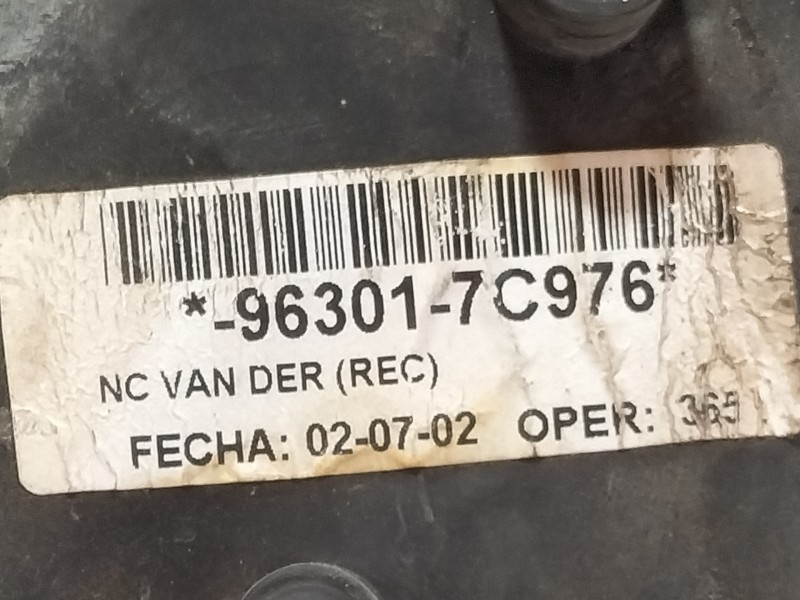 *-96301-7C976*
NC VAN DER (REC)
FECHA: 02-07-02 OPER: 365